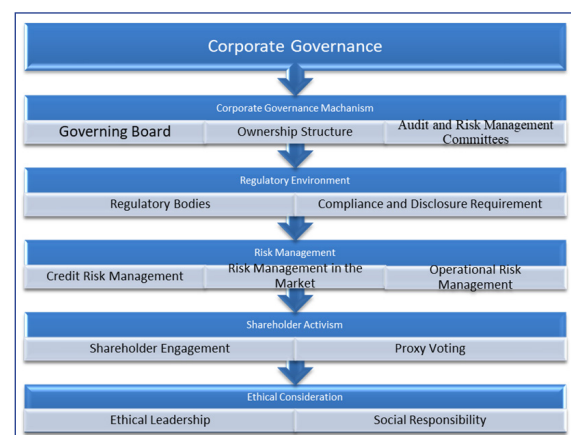 Corporate Governance
Corporate Governance Machanism
Governing Board
Ownership Structure
Audit and Risk Management
Committees
Regulatory Environment
Regulatory Bodies
Compliance and Disclosure Requirement
Risk Management
Credit Risk Management
Risk Management in the
Market
Operational Risk
Management
Shareholder Activism
Shareholder Engagement
Proxy Voting
Ethical Consideration
Ethical Leadership
Social Responsibility